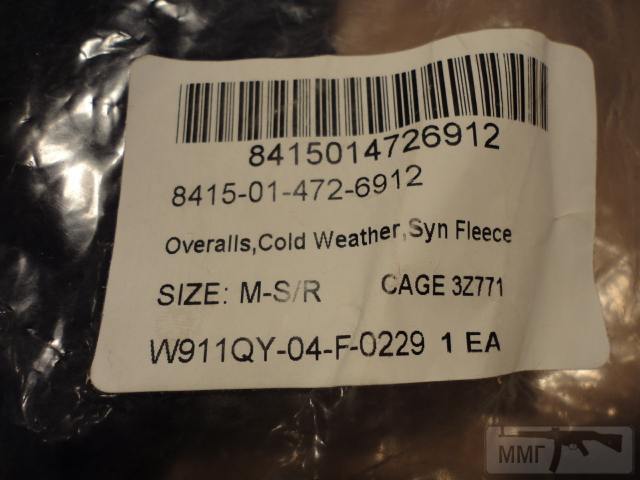 8415014726912
8415-01-472-6912
Overalls,Cold Weather,Syn Fleece
SIZE: M-S/R CAGE 3Z771
W911QY-04-F-0229 1 EA
ММГ